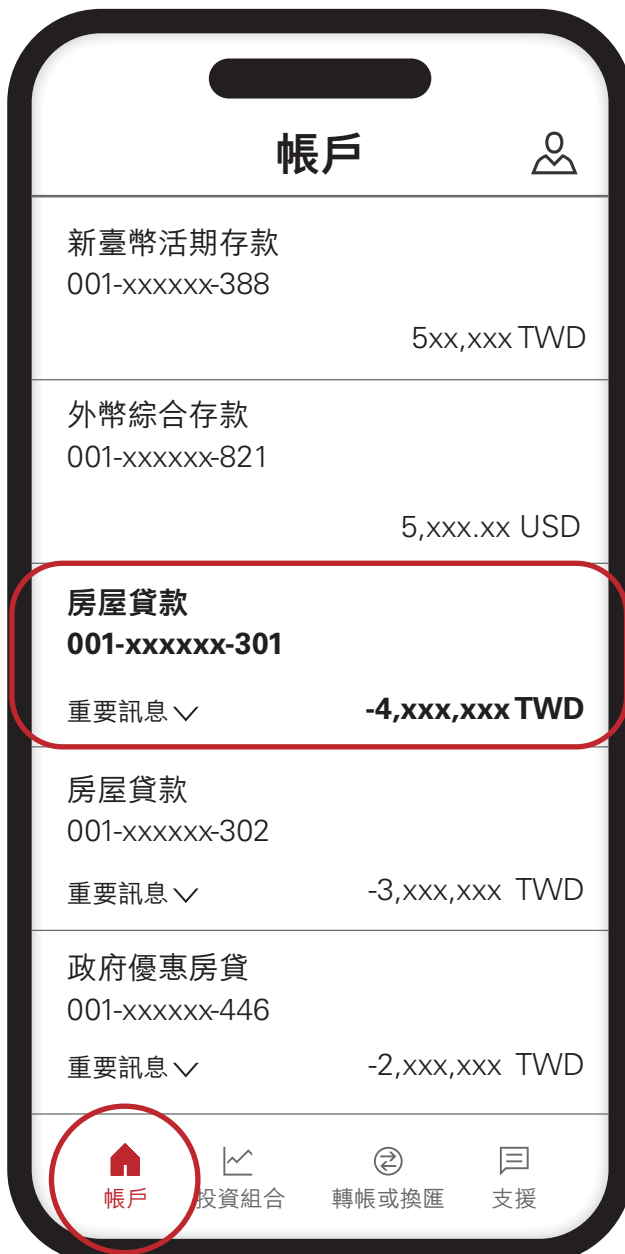 帳戶
新臺幣活期存款
001-xxxxxx-388
5xx,xxx TWD
外幣綜合存款
001-xxxxxx-821
5,xxx.xx USD
房屋貸款
001-xxxxxx-301
重要訊息 -4,xxx,xxx TWD
房屋貸款
001-xxxxxx-302
重要訊息 -3,xxx,xxx TWD
政府優惠房貸
001-xxxxxx-446
重要訊息 -2,xxx,xxx TWD
帳戶 投資組合 轉帳或換匯 支援